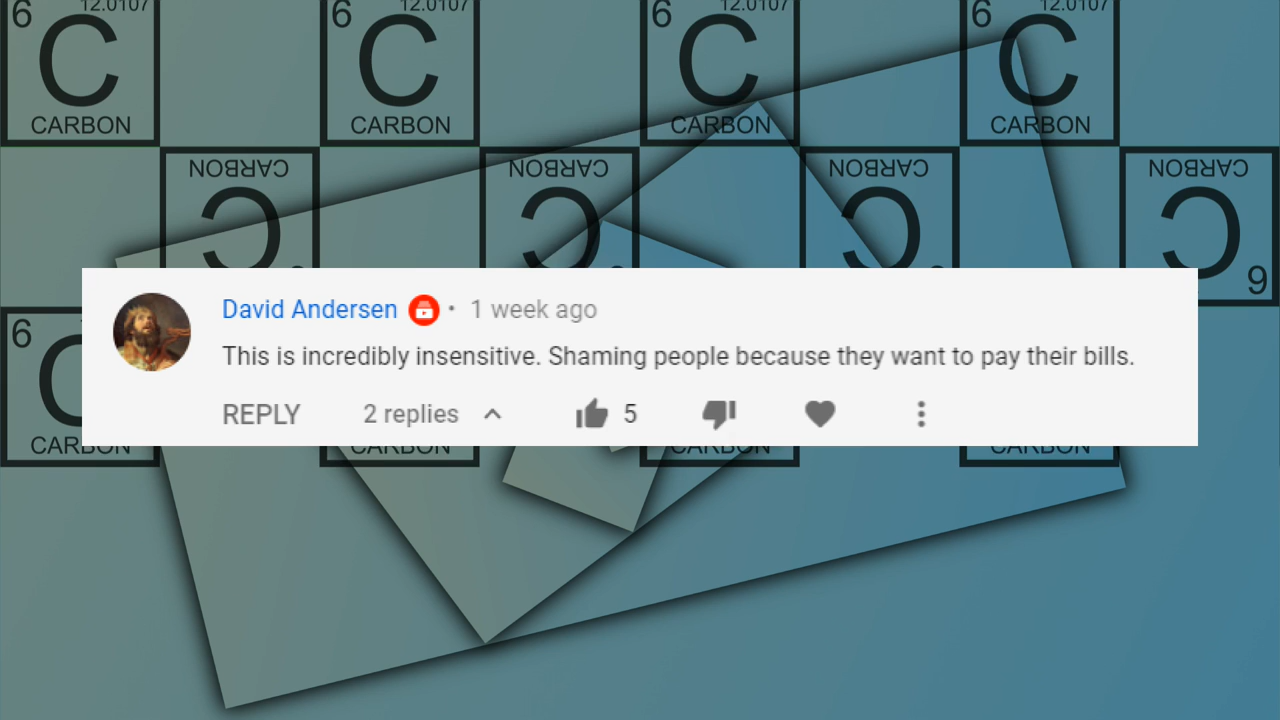 6 12.0107 6 12.0107 6 12.0107 6 12.0107
C C C C
CARBON CARBON CARBON CARBON
CARBON CARBON CARBON CARBON
C C C C
9
David Andersen • 1 week ago
This is incredibly insensitive. Shaming people because they want to pay their bills.
REPLY 2 replies 5
6
C
CARBON CARBON CARBON CARBON